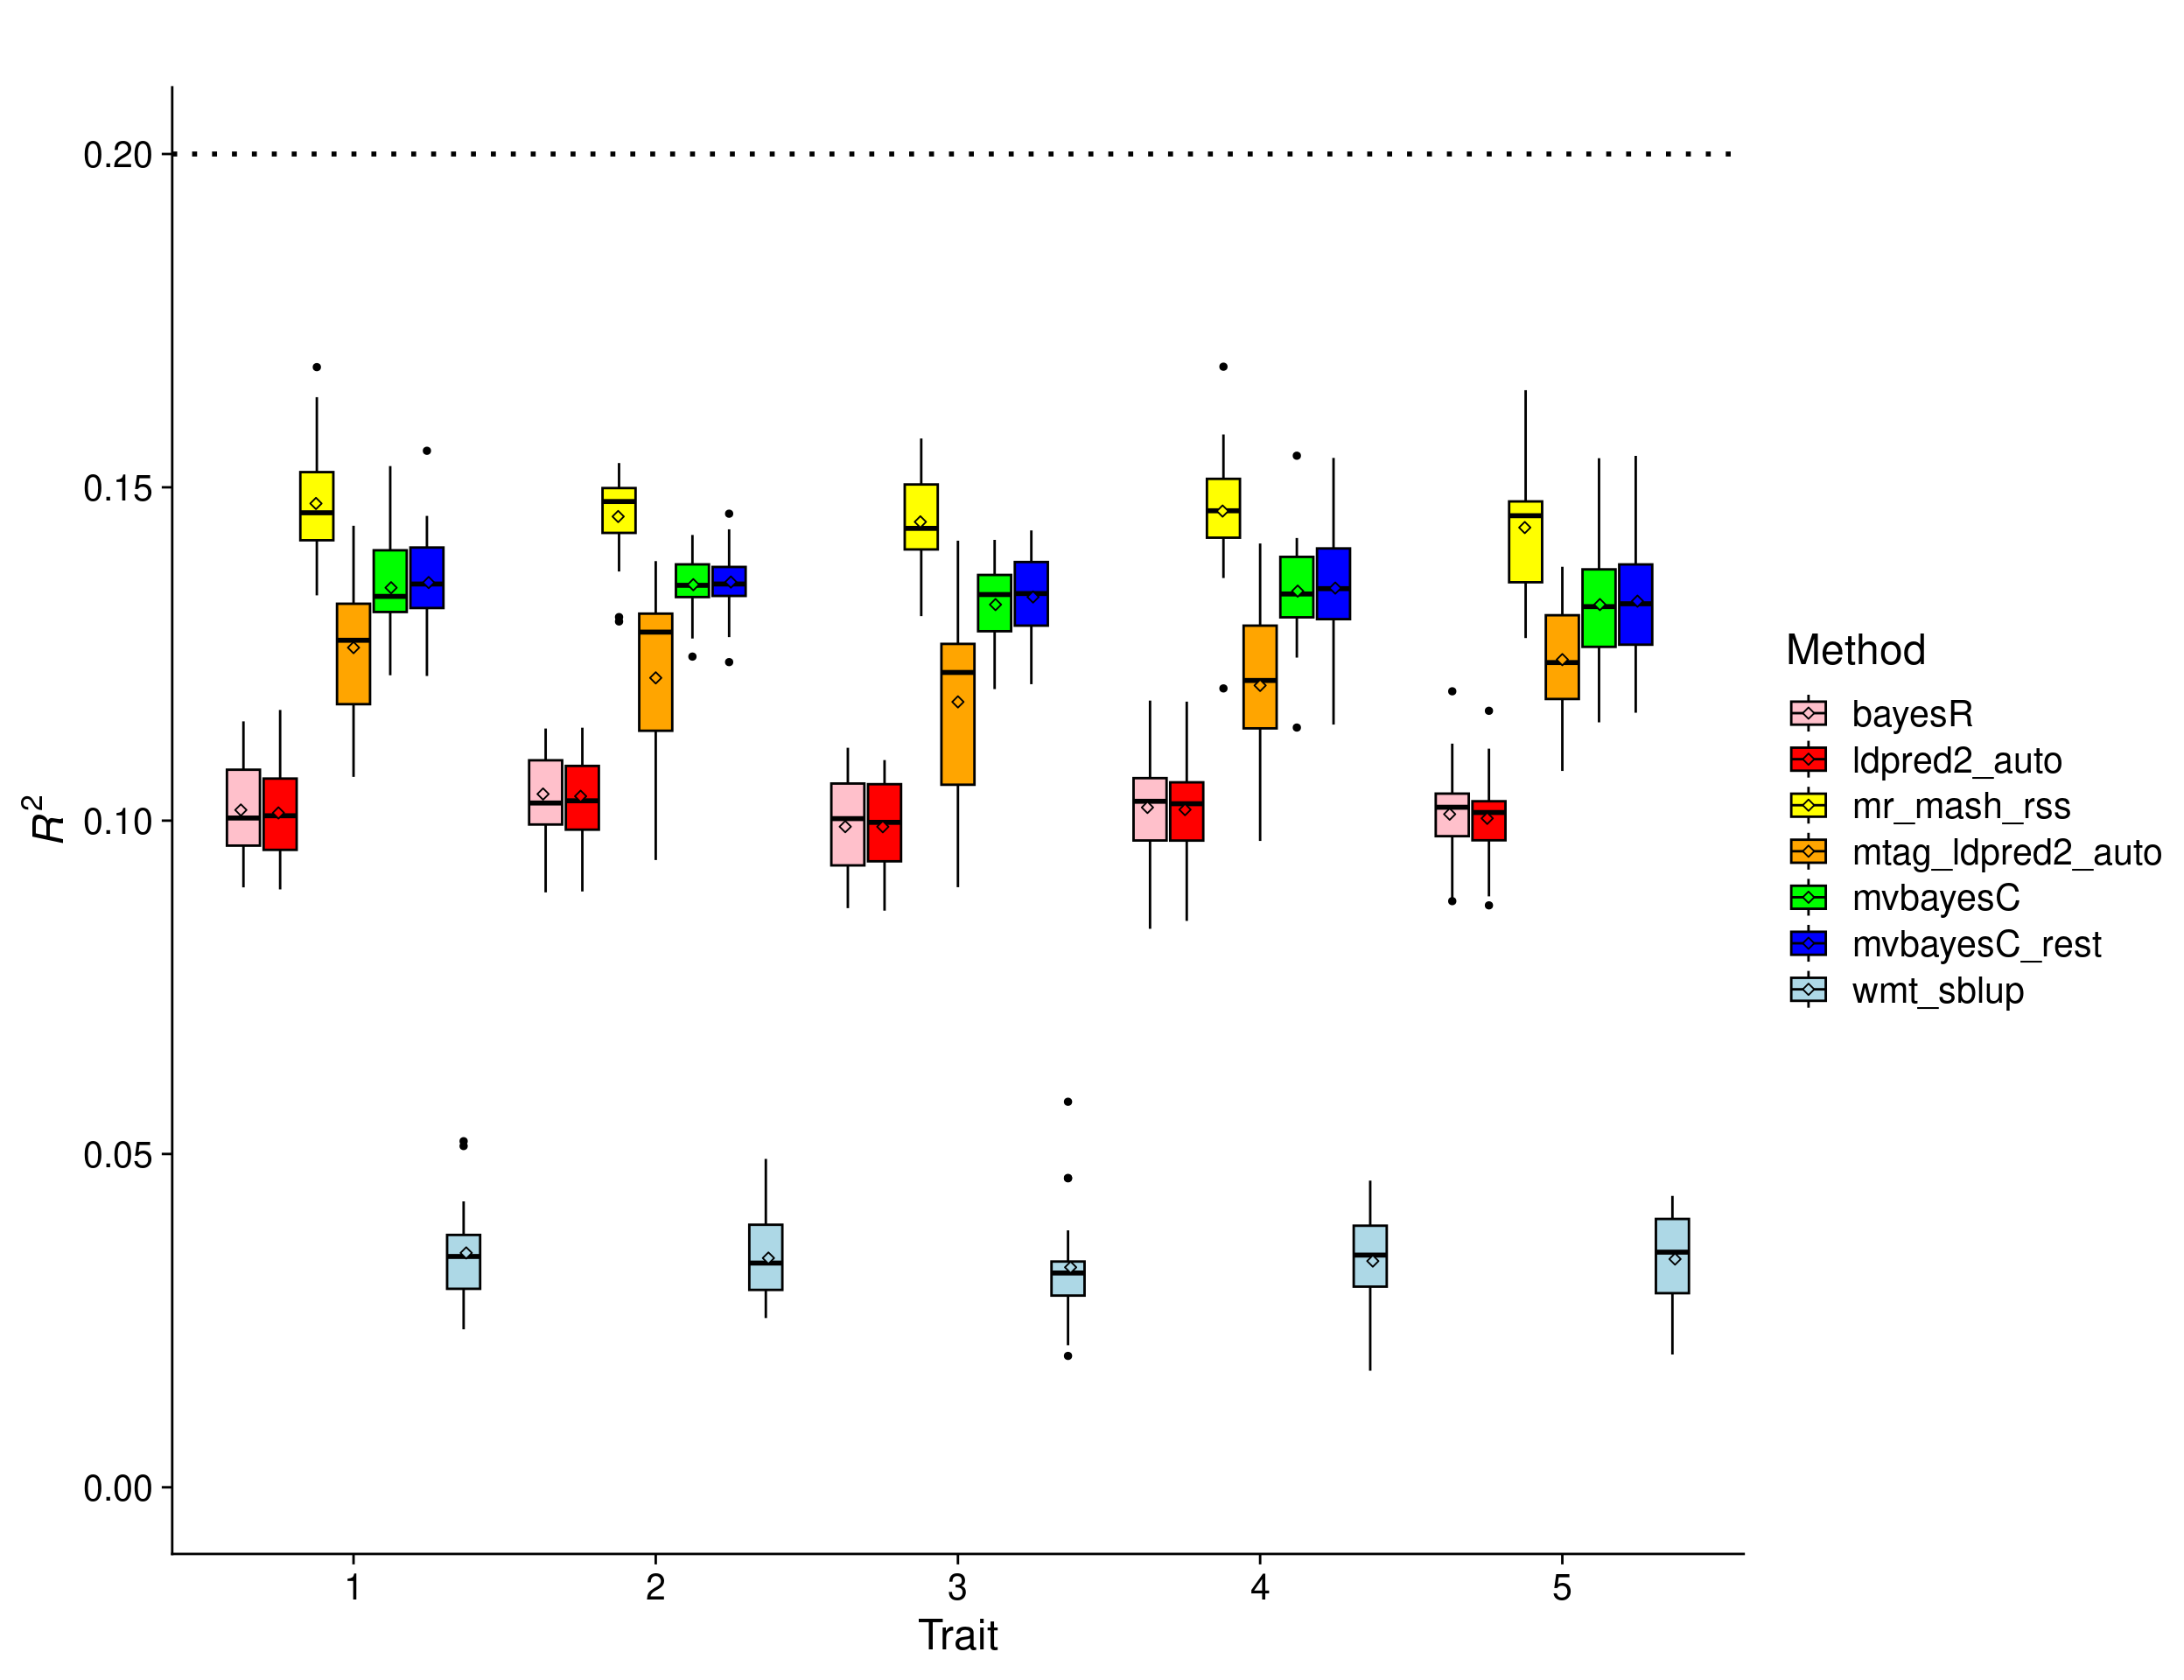 0.20
0.15
0.10
0.05
0.00
R²
1 2 3 4 5
Trait
Method
bayesR
ldpred2_auto
mr_mash_rss
mtag_ldpred2_auto
mvbayesC
mvbayesC_rest
wmt_sblup